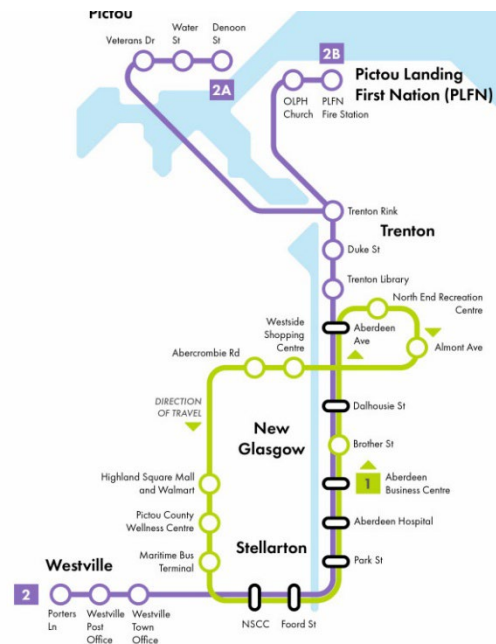 Pictou
Water
St
Denoon
St
Veterans Dr
2A
2B
Pictou Landing
First Nation (PLFN)
OLPH
Church
PLFN
Fire Station
Trenton Rink
Trenton
Duke St
Trenton Library
North End Recreation
Centre
Westside
Shopping
Centre
Aberdeen
Ave
Almont Ave
Abercrombie Rd
DIRECTION
OF TRAVEL
Dalhousie St
New
Glasgow
Brother St
1
Aberdeen
Business Centre
Highland Square Mall
and Walmart
Pictou County
Wellness Centre
Aberdeen Hospital
Stellarton
Maritime Bus
Terminal
Park St
Westville
2
Porters
Ln
Westville
Post
Office
Westville
Town
Office
NSCC
Foord St